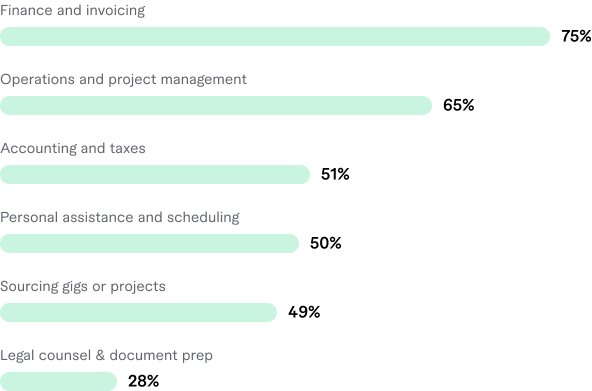 Finance and invoicing
75%
Operations and project management
65%
Accounting and taxes
51%
Personal assistance and scheduling
50%
Sourcing gigs or projects
49%
Legal counsel & document prep
28%